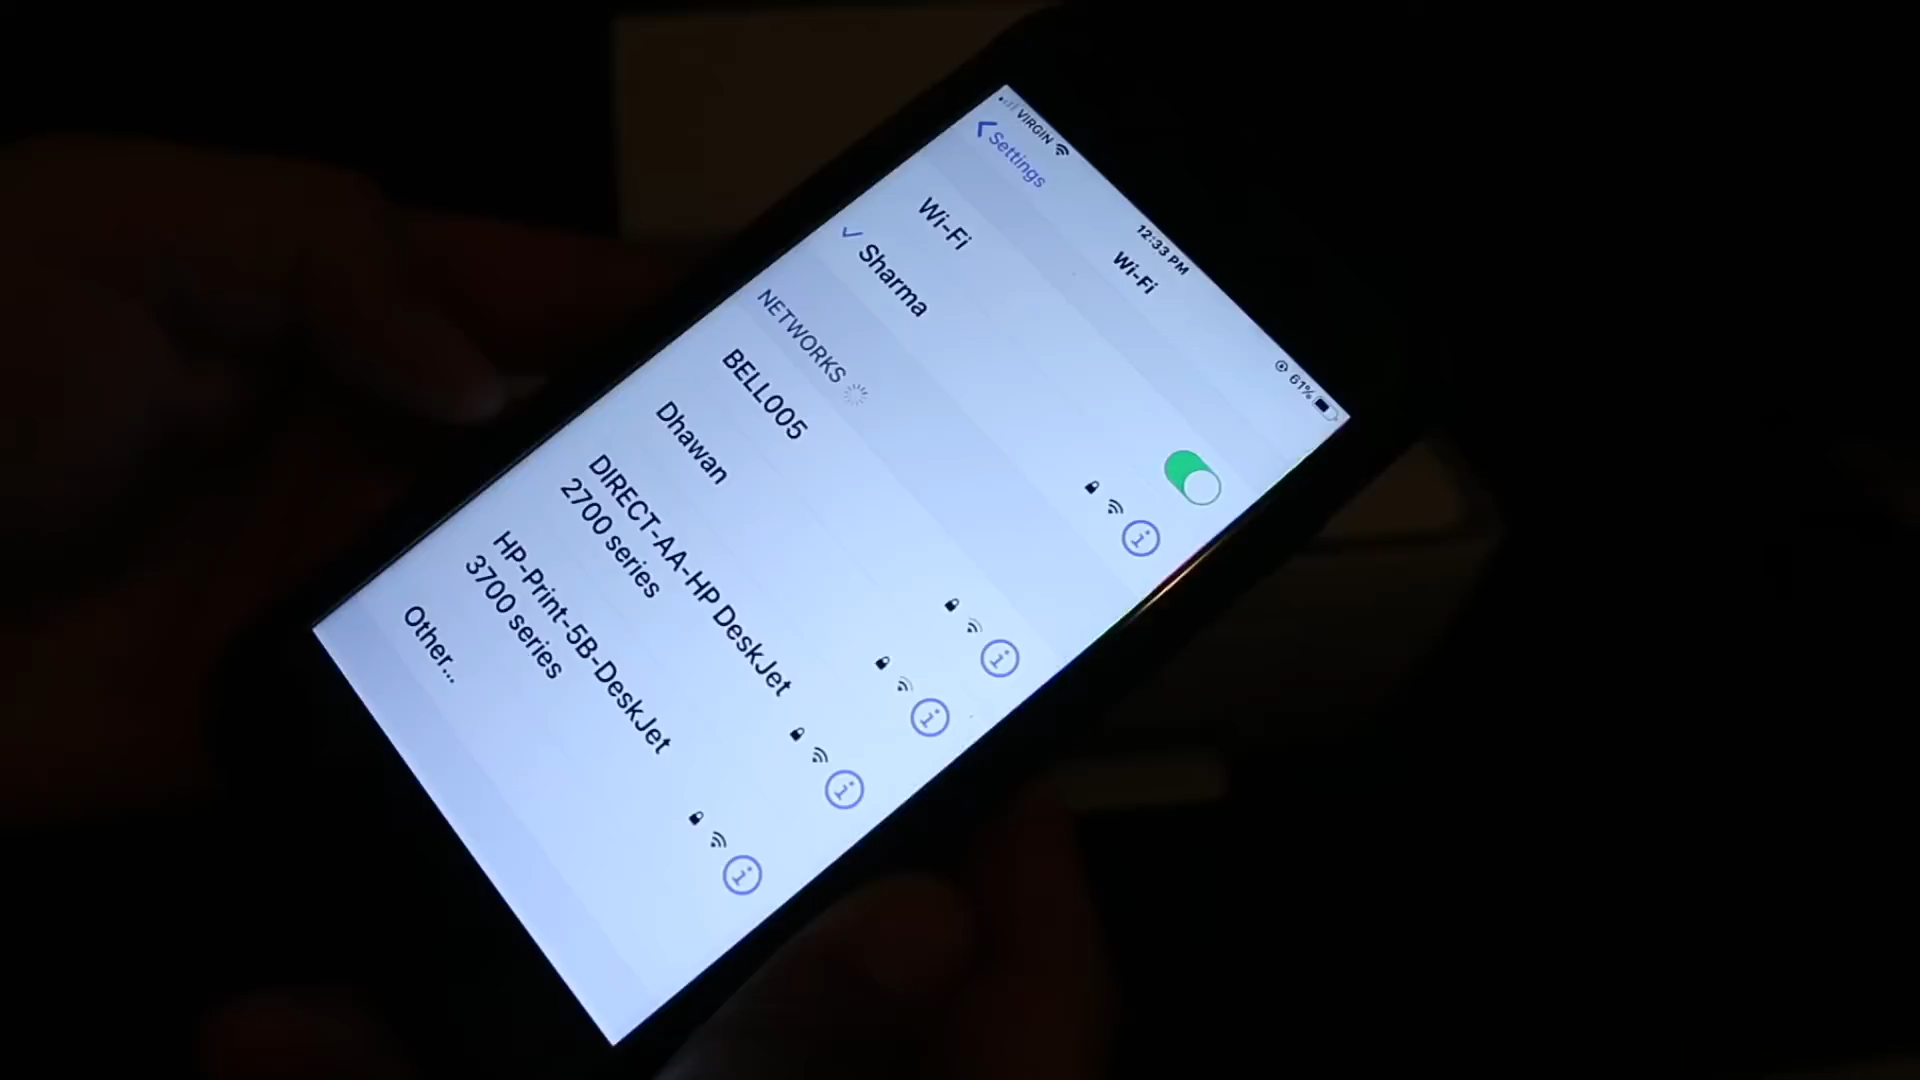 VIRGIN
12:33 PM
61%
Settings
Wi-Fi
Wi-Fi
Sharma
NETWORKS
BELL005
Dhawan
DIRECT-AA-HP DeskJet
2700 series
HP-Print-5B-DeskJet
3700 series
Other...